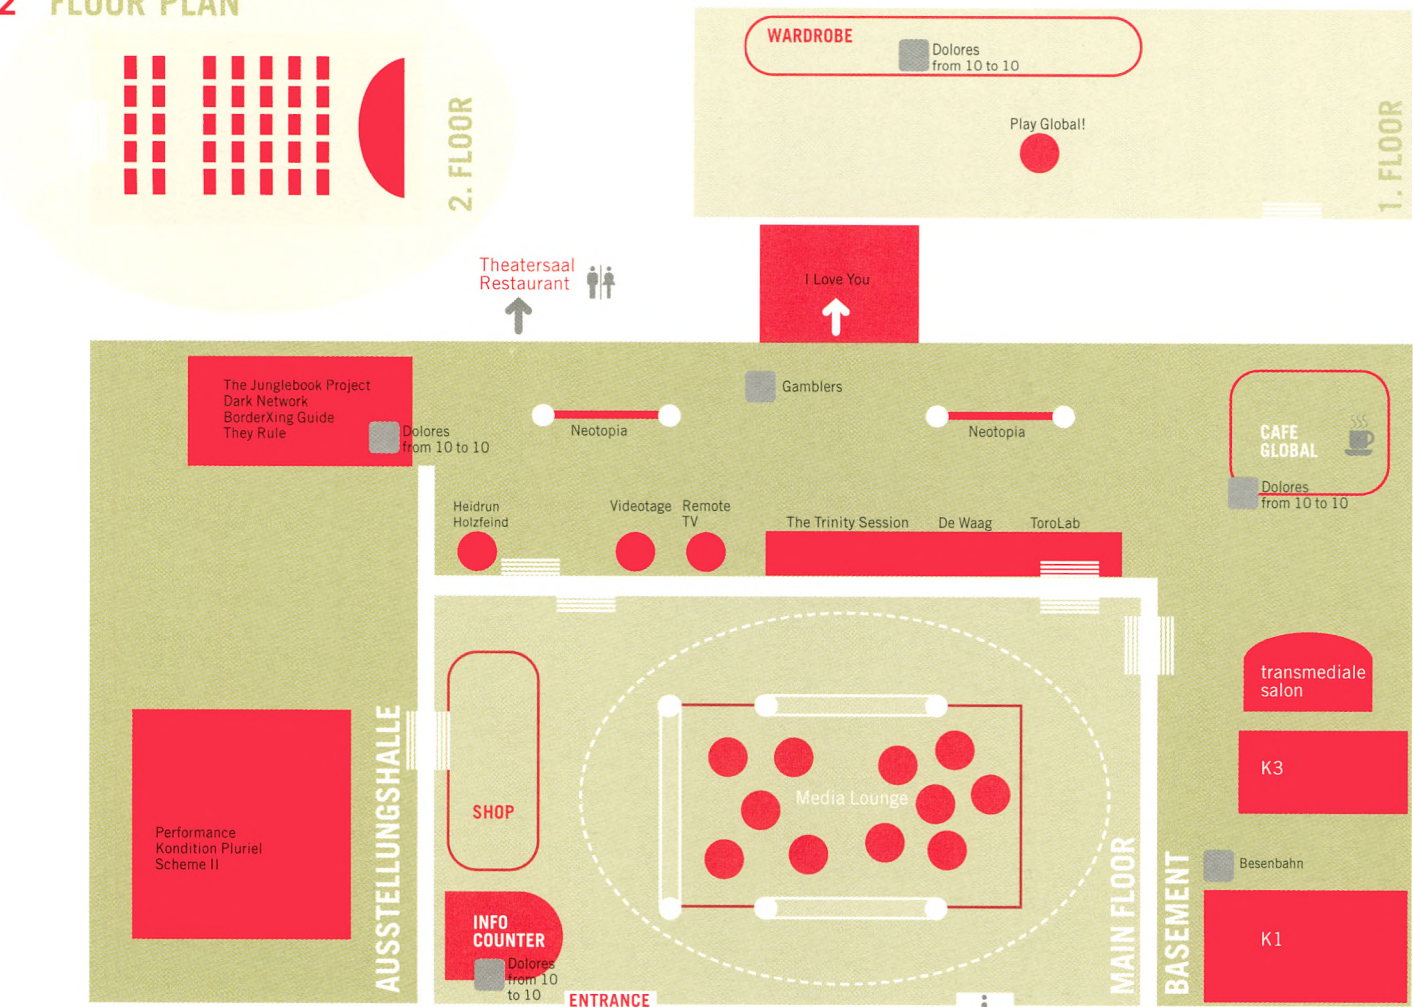 2 FLOOR PLAN
WARDROBE
Dolores
from 10 to 10
Play Global!
1. FLOOR
2. FLOOR
Theatersaal
Restaurant
I Love You
The Junglebook Project
Dark Network
BorderXing Guide
They Rule
Dolores
from 10 to 10
Neotopia
Gamblers
Neotopia
CAFE
GLOBAL
Dolores
from 10 to 10
Heidrun
Holzfeind
Videotage
Remote
TV
The Trinity Session
De Waag
ToroLab
transmediale
salon
K3
Besenbahn
K1
SHOP
Media Lounge
Performance
Kondition Pluriel
Scheme II
AUSSTELLUNGSHALLE
INFO
COUNTER
Dolores
from 10
to 10
ENTRANCE
MAIN FLOOR
BASEMENT